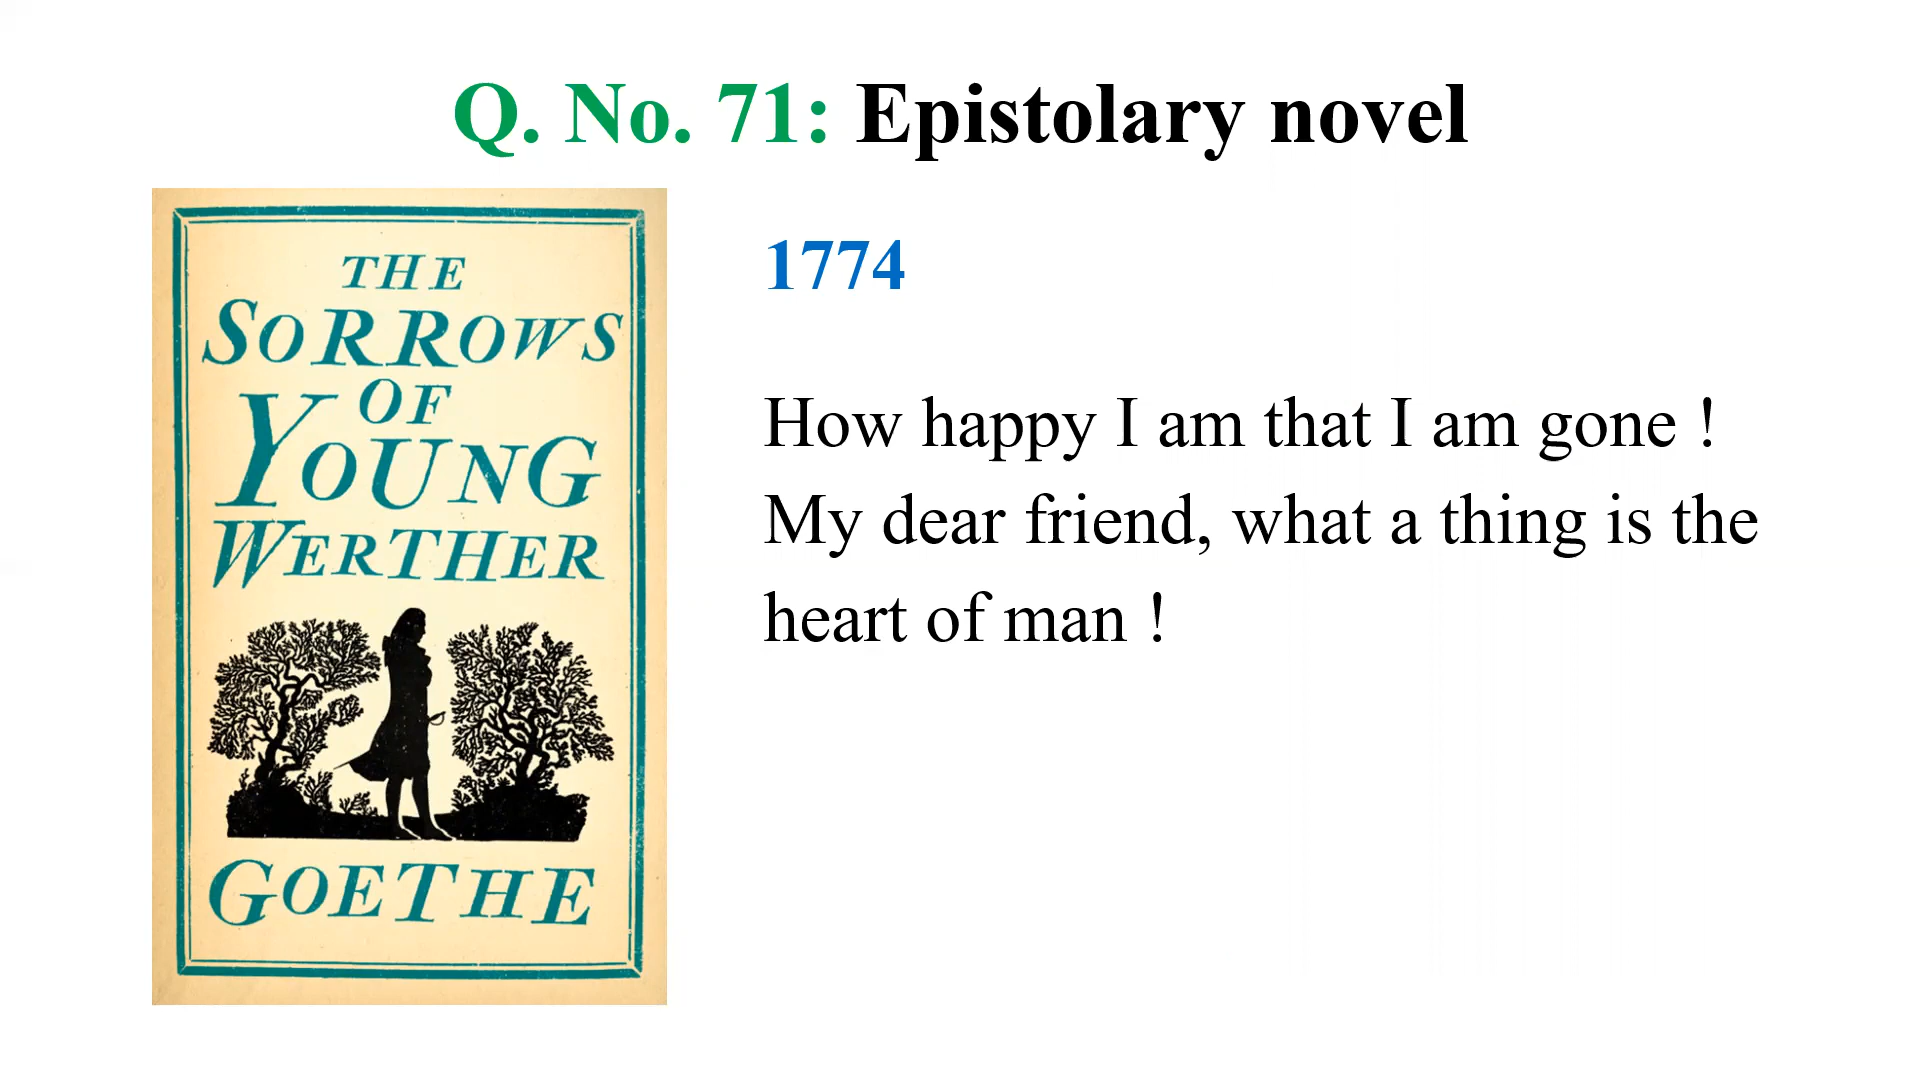 Q. No. 71: Epistolary novel
THE
SORROWS
OF
YOUNG
WERTHER
GOETHE
1774
How happy I am that I am gone !
My dear friend, what a thing is the
heart of man !